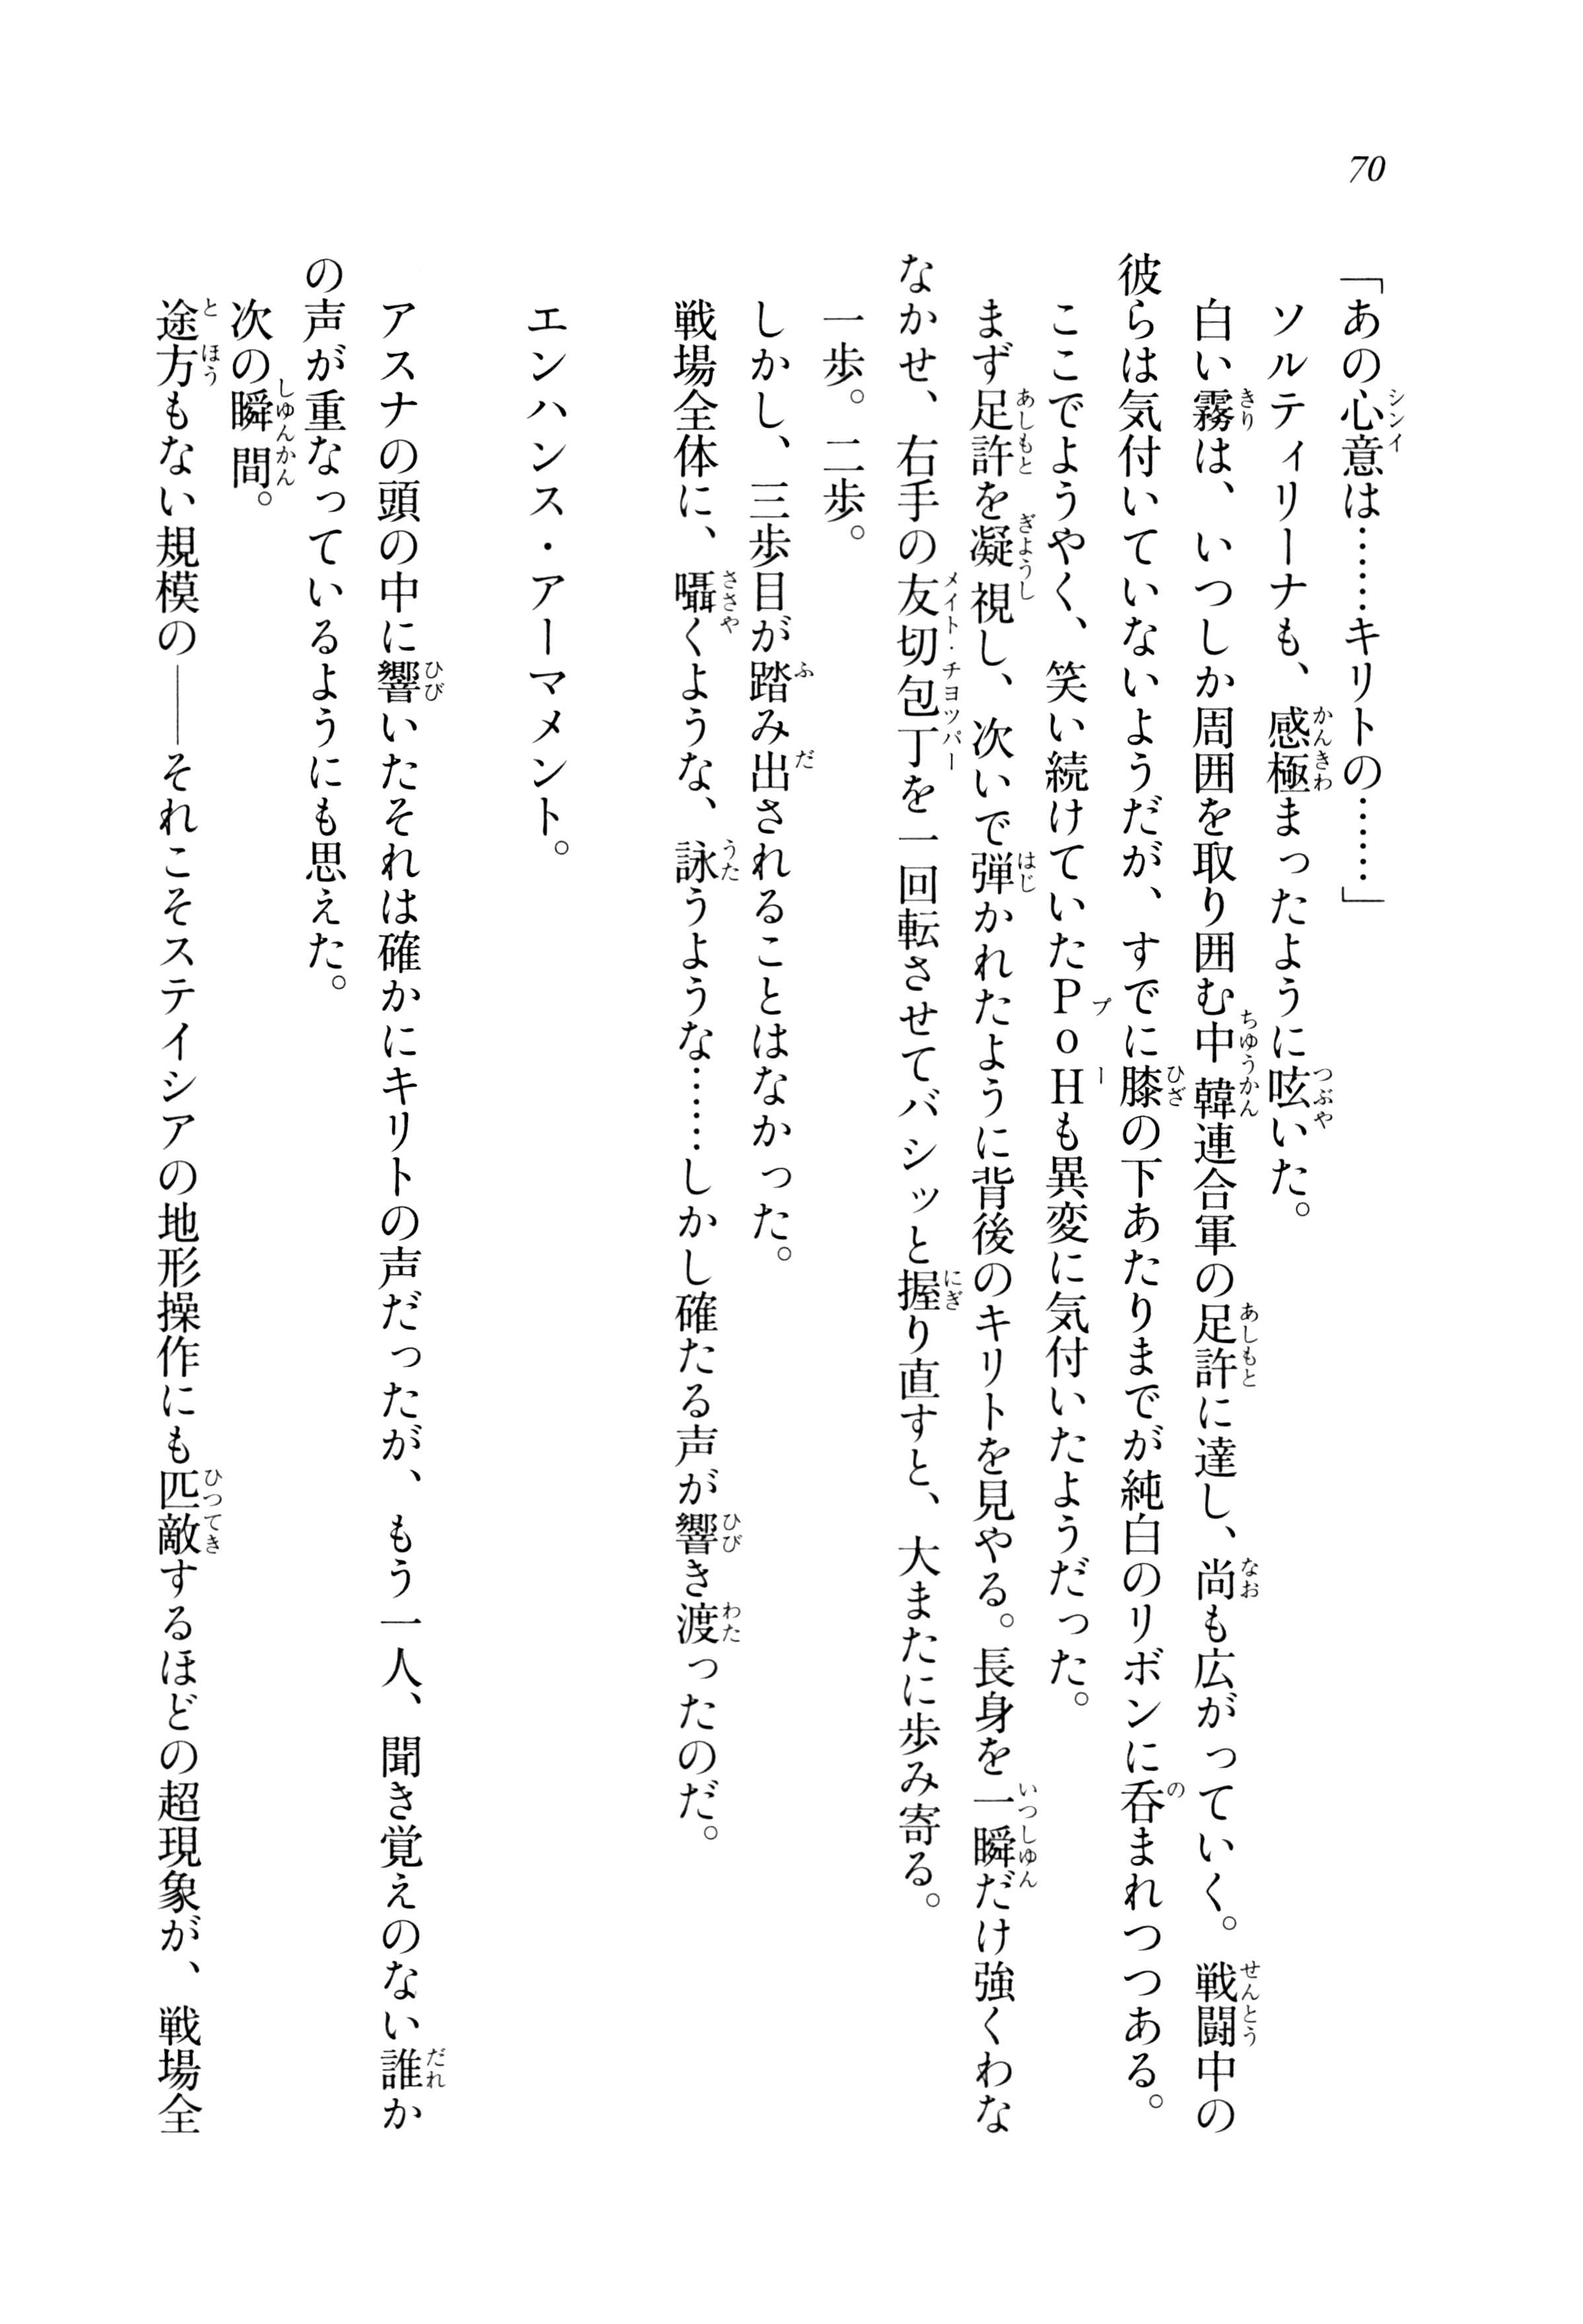 70
「あの心意は……キリトの……」
ソルティリーナも、感極まったように呟いた。
白い霧は、いつしか周囲を取り囲む中韓連合軍の足許に達し、尚も広がっていく。戦闘中の
彼らは気付いていないようだが、すでに膝の下あたりまでが純白のリボンに呑まれつつある。
ここでようやく、笑い続けていたＰｏＨも異変に気付いたようだった。
まず足許を凝視し、次いで弾かれたように背後のキリトを見やる。長身を一瞬だけ強くわな
なかせ、右手の友切包丁を一回転させてバシッと握り直すと、大またに歩み寄る。
一歩。二歩。
しかし、三歩目が踏み出されることはなかった。
戦場全体に、囁くような、詠うような……しかし確たる声が響き渡ったのだ。
エンハンス・アーマメント。
アスナの頭の中に響いたそれは確かにキリトの声だったが、もう一人、聞き覚えのない誰か
の声が重なっているようにも思えた。
次の瞬間。
途方もない規模の――それこそステイシアの地形操作にも匹敵するほどの超現象が、戦場全